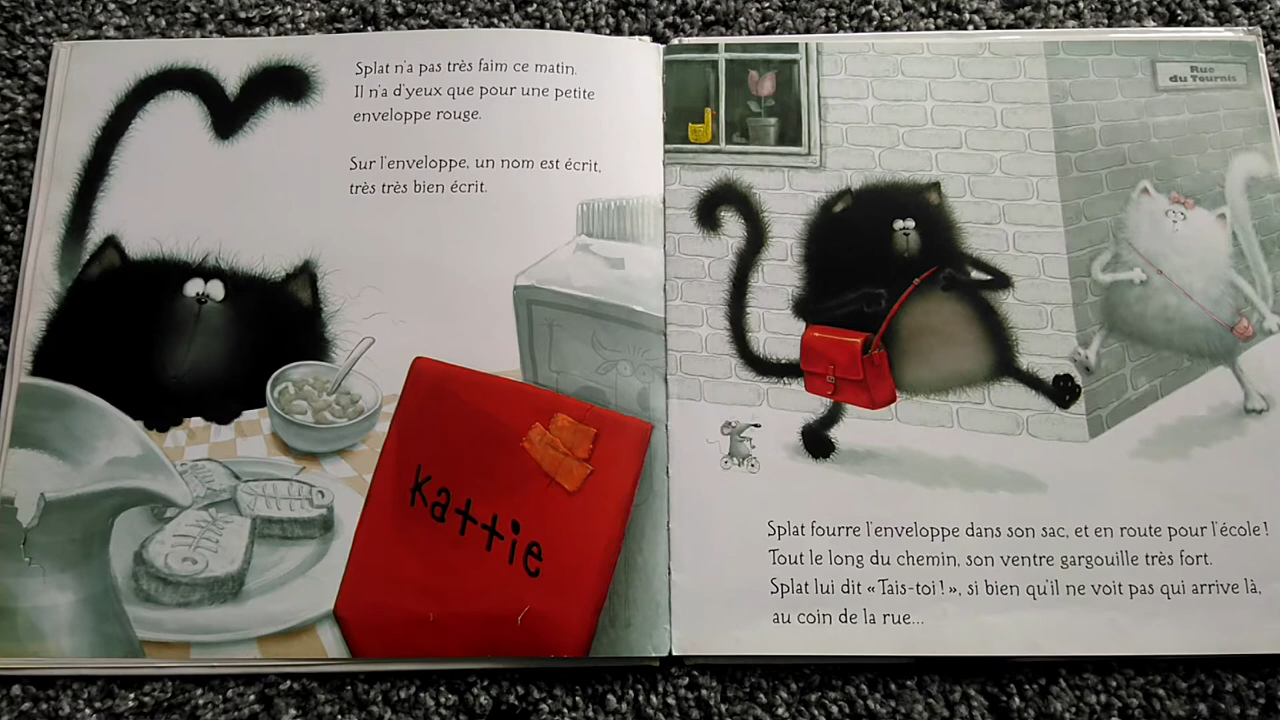 Splat n'a pas très faim ce matin.
Il n'a d'yeux que pour une petite
enveloppe rouge.
Sur l'enveloppe, un nom est écrit,
très très bien écrit.
kattie
Rue
du Tournis
Splat fourre l'enveloppe dans son sac, et en route pour l'école !
Tout le long du chemin, son ventre gargouille très fort.
Splat lui dit « Tais-toi ! », si bien qu'il ne voit pas qui arrive là,
au coin de la rue...